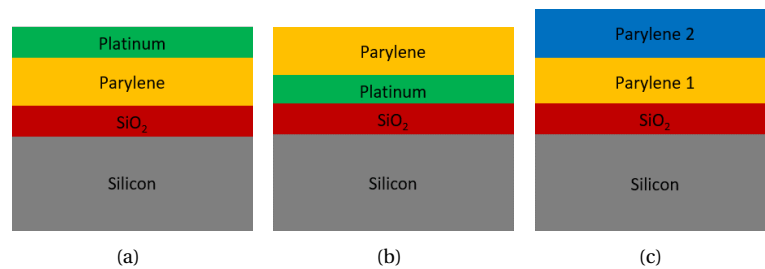 Platinum
Parylene
SiO₂
Silicon
(a)
Parylene
Platinum
SiO₂
Silicon
(b)
Parylene 2
Parylene 1
SiO₂
Silicon
(c)